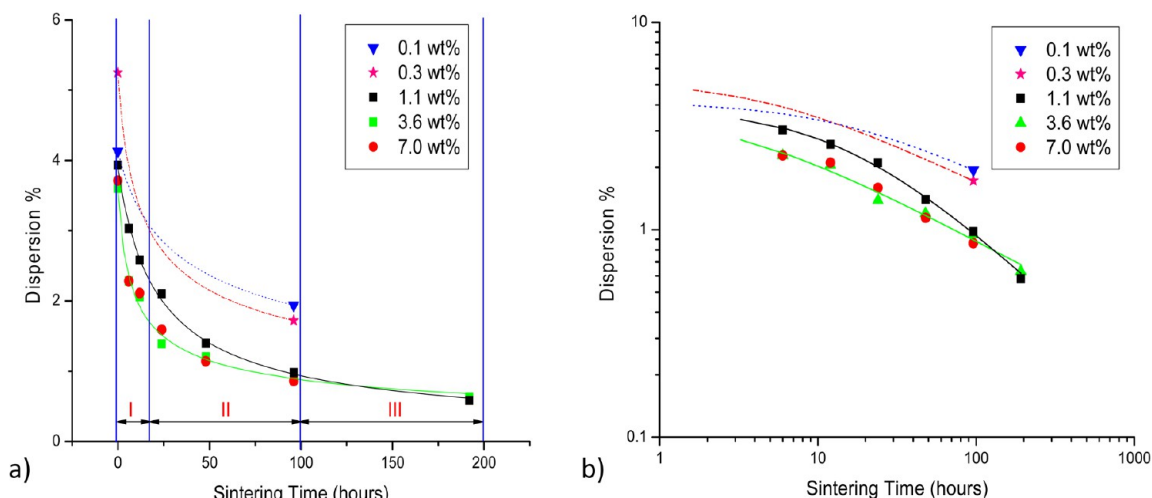 6
4
2
0
Dispersion %
0.1 wt%
0.3 wt%
1.1 wt%
3.6 wt%
7.0 wt%
I
II
III
0
50
100
150
200
Sintering Time (hours)
a)
10
1
0.1
Dispersion %
0.1 wt%
0.3 wt%
1.1 wt%
3.6 wt%
7.0 wt%
1
10
100
1000
Sintering Time (hours)
b)